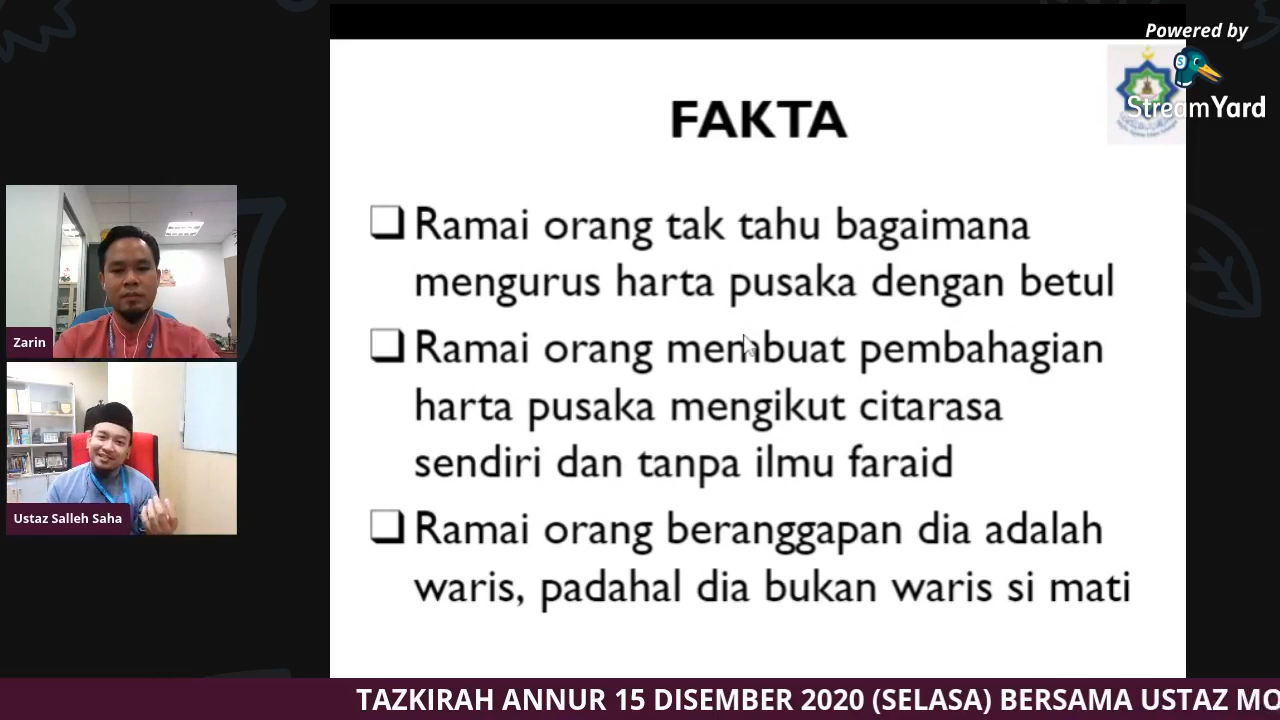 Powered by
StreamYard
FAKTA
Ramai orang tak tahu bagaimana
mengurus harta pusaka dengan betul
Ramai orang membuat pembahagian
harta pusaka mengikut citarasa
sendiri dan tanpa ilmu faraid
Ramai orang beranggapan dia adalah
waris, padahal dia bukan waris si mati
Zarin
Ustaz Salleh Saha
TAZKIRAH ANNUR 15 DISEMBER 2020 (SELASA) BERSAMA USTAZ MO